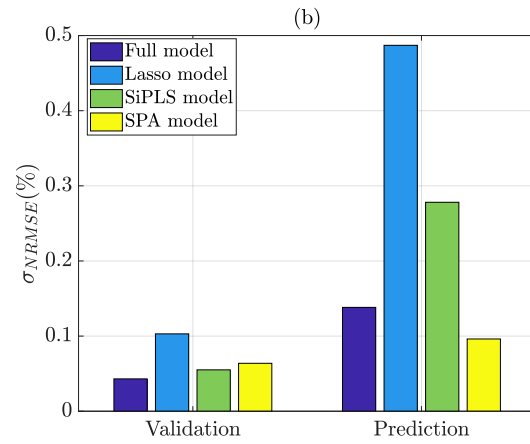 (b)
Full model
Lasso model
SiPLS model
SPA model
σNRMSE(%)
0.5
0.4
0.3
0.2
0.1
0
Validation Prediction